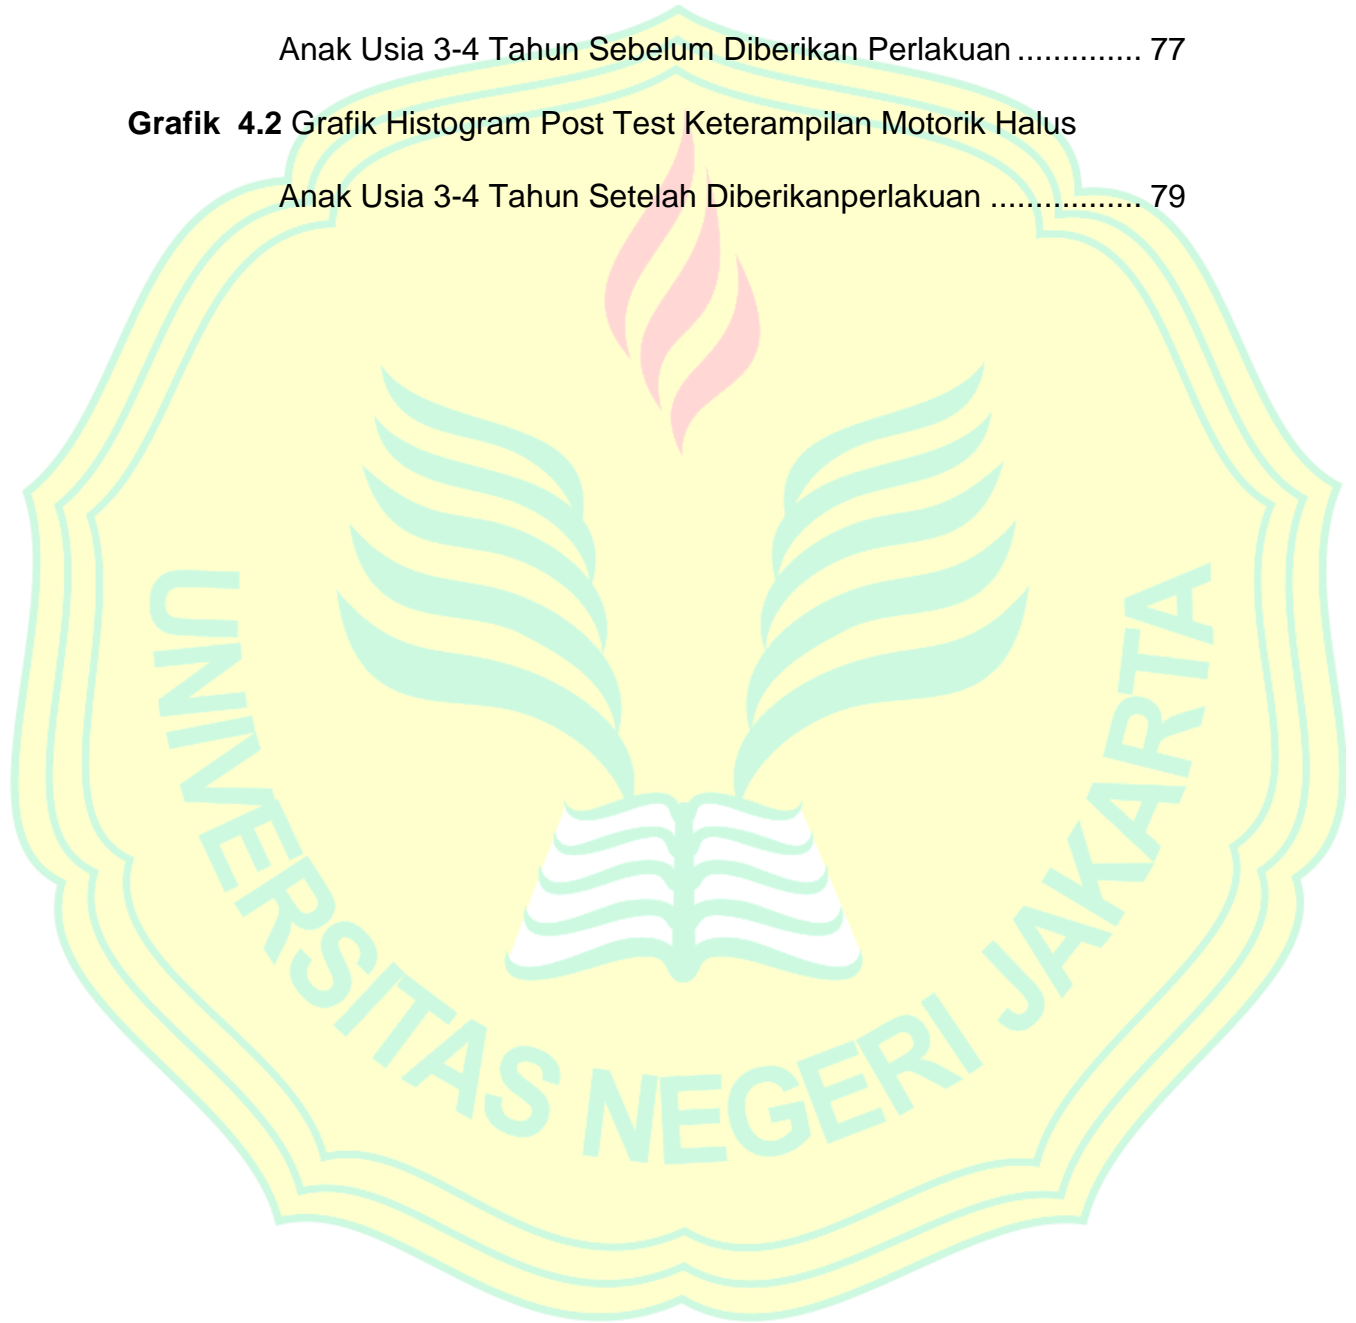 Anak Usia 3-4 Tahun Sebelum Diberikan Perlakuan .............. 77
Grafik 4.2 Grafik Histogram Post Test Keterampilan Motorik Halus
Anak Usia 3-4 Tahun Setelah Diberikanperlakuan ................. 79
UNIVERSITAS NEGERI JAKARTA